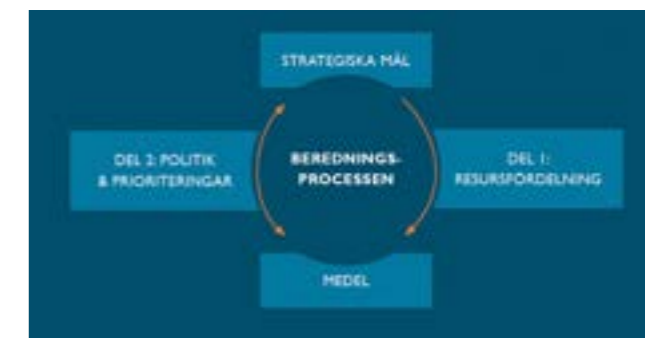 STRATEGISKA MÅL
DEL 2: POLITIK
& PRIORITERINGAR
BEREDNINGS-
PROCESSEN
DEL 1:
RESURSFÖRDELNING
MEDEL